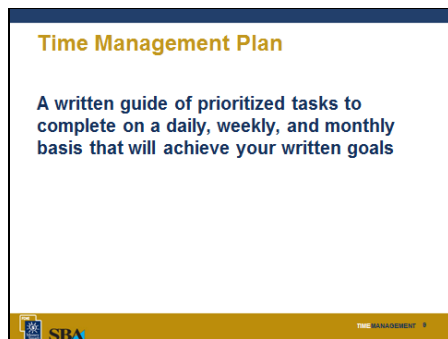 Time Management Plan
A written guide of prioritized tasks to
complete on a daily, weekly, and monthly
basis that will achieve your written goals
TIME MANAGEMENT
SBA